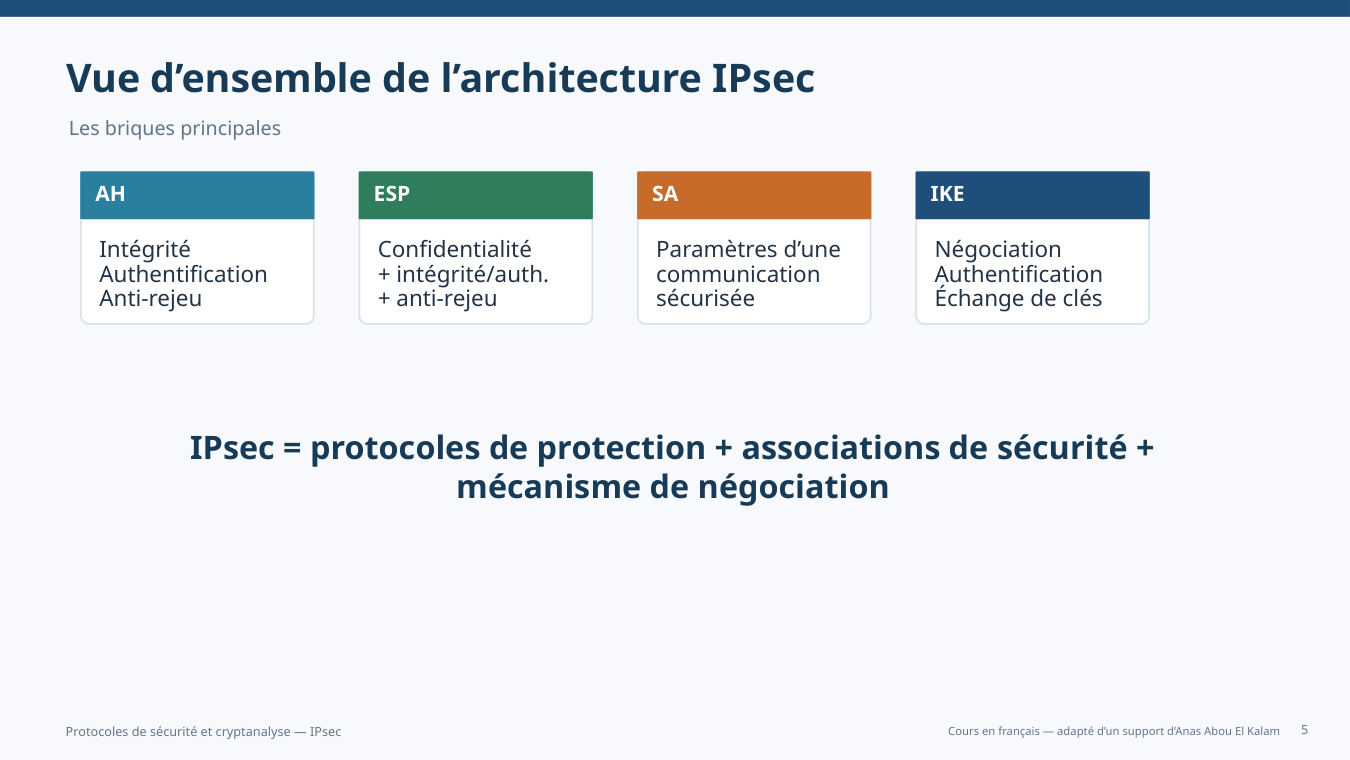 Vue d’ensemble de l’architecture IPsec
Les briques principales
AH
Intégrité
Authentification
Anti-rejeu
ESP
Confidentialité
+ intégrité/auth.
+ anti-rejeu
SA
Paramètres d’une
communication
sécurisée
IKE
Négociation
Authentification
Échange de clés
IPsec = protocoles de protection + associations de sécurité +
mécanisme de négociation
Protocoles de sécurité et cryptanalyse — IPsec
Cours en français — adapté d’un support d’Anas Abou El Kalam
5